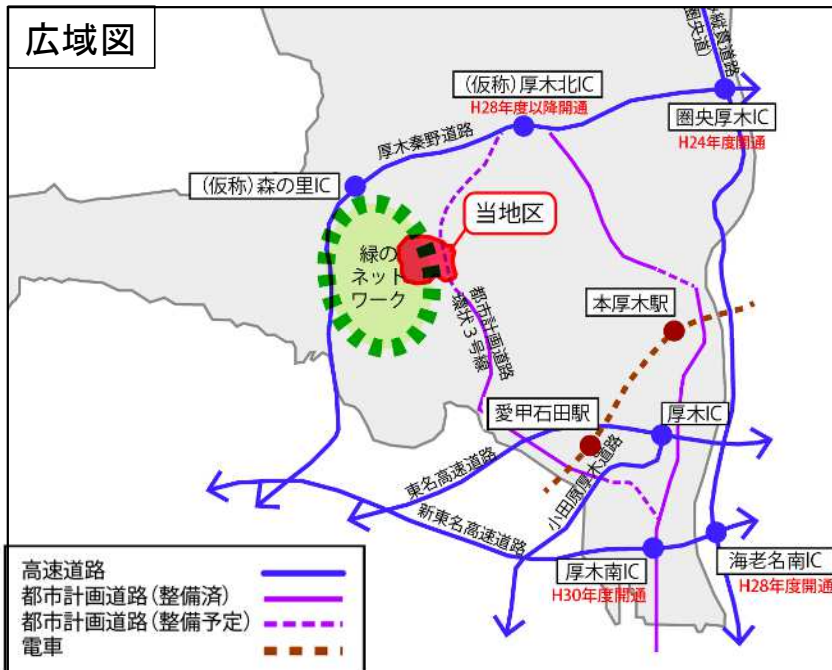 広域図
縦貫道路
圏央道)
(仮称)厚木北IC
H28年度以降開通
圏央厚木IC
H24年度開通
厚木秦野道路
(仮称)森の里IC
当地区
緑の
ネット
ワーク
都市計画道路
環状3号線
本厚木駅
愛甲石田駅
厚木IC
東名高速道路
小田原厚木道路
新東名高速道路
厚木南IC
H30年度開通
海老名南IC
H28年度開通
高速道路
都市計画道路(整備済)
都市計画道路(整備予定)
電車